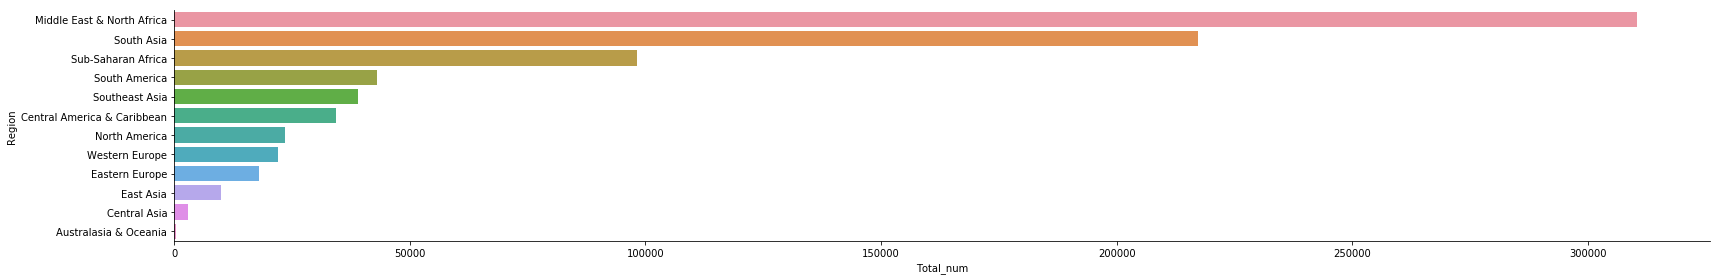 Region
Middle East & North Africa
South Asia
Sub-Saharan Africa
South America
Southeast Asia
Central America & Caribbean
North America
Western Europe
Eastern Europe
East Asia
Central Asia
Australasia & Oceania
0 50000 100000 150000 200000 250000 300000
Total_num